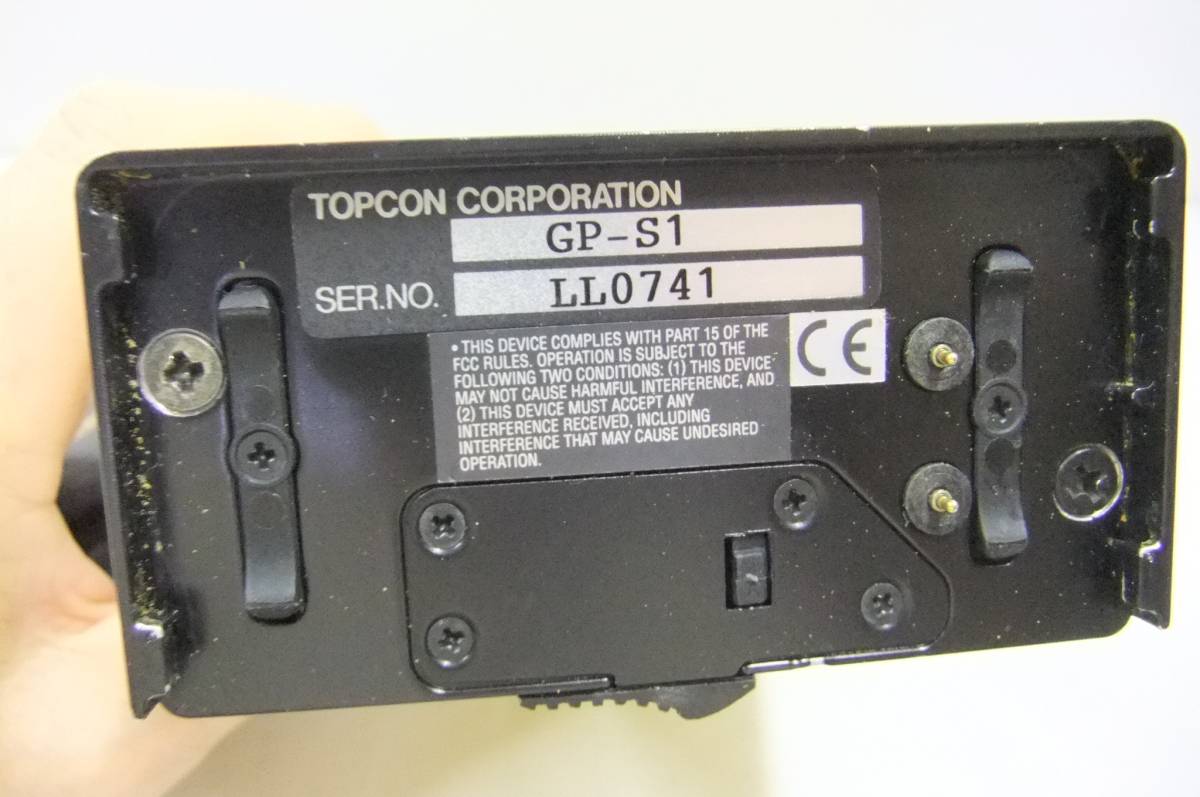 TOPCON CORPORATION
GP-S1
SER.NO. LL0741
• THIS DEVICE COMPLIES WITH PART 15 OF THE
FCC RULES. OPERATION IS SUBJECT TO THE
FOLLOWING TWO CONDITIONS: (1) THIS DEVICE
MAY NOT CAUSE HARMFUL INTERFERENCE, AND
(2) THIS DEVICE MUST ACCEPT ANY
INTERFERENCE RECEIVED, INCLUDING
INTERFERENCE THAT MAY CAUSE UNDESIRED
OPERATION.
CE